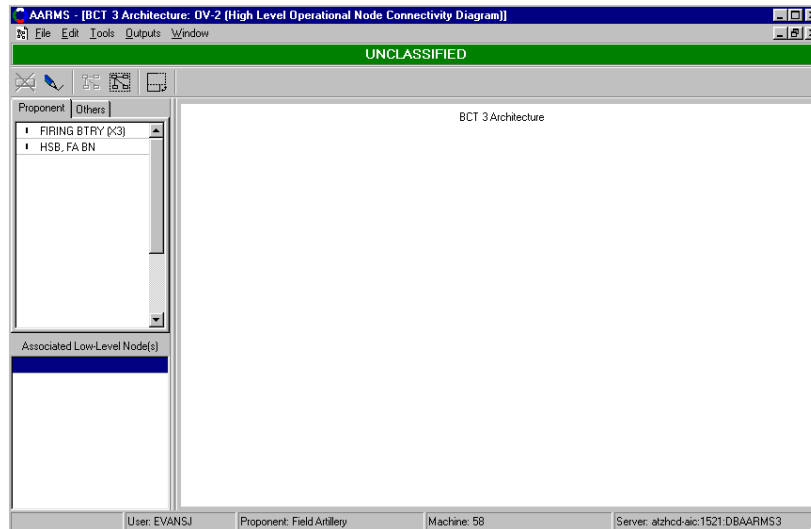 AARMS - [BCT 3 Architecture: OV-2 (High Level Operational Node Connectivity Diagram)]
File Edit Tools Outputs Window
UNCLASSIFIED
Proponent Others
FIRING BTRY (X3)
HSB, FA BN
BCT 3 Architecture
Associated Low-Level Node(s)
User: EVANSJ Proponent: Field Artillery Machine: 58 Server: atzhcd-aic:1521:DBAARMS3